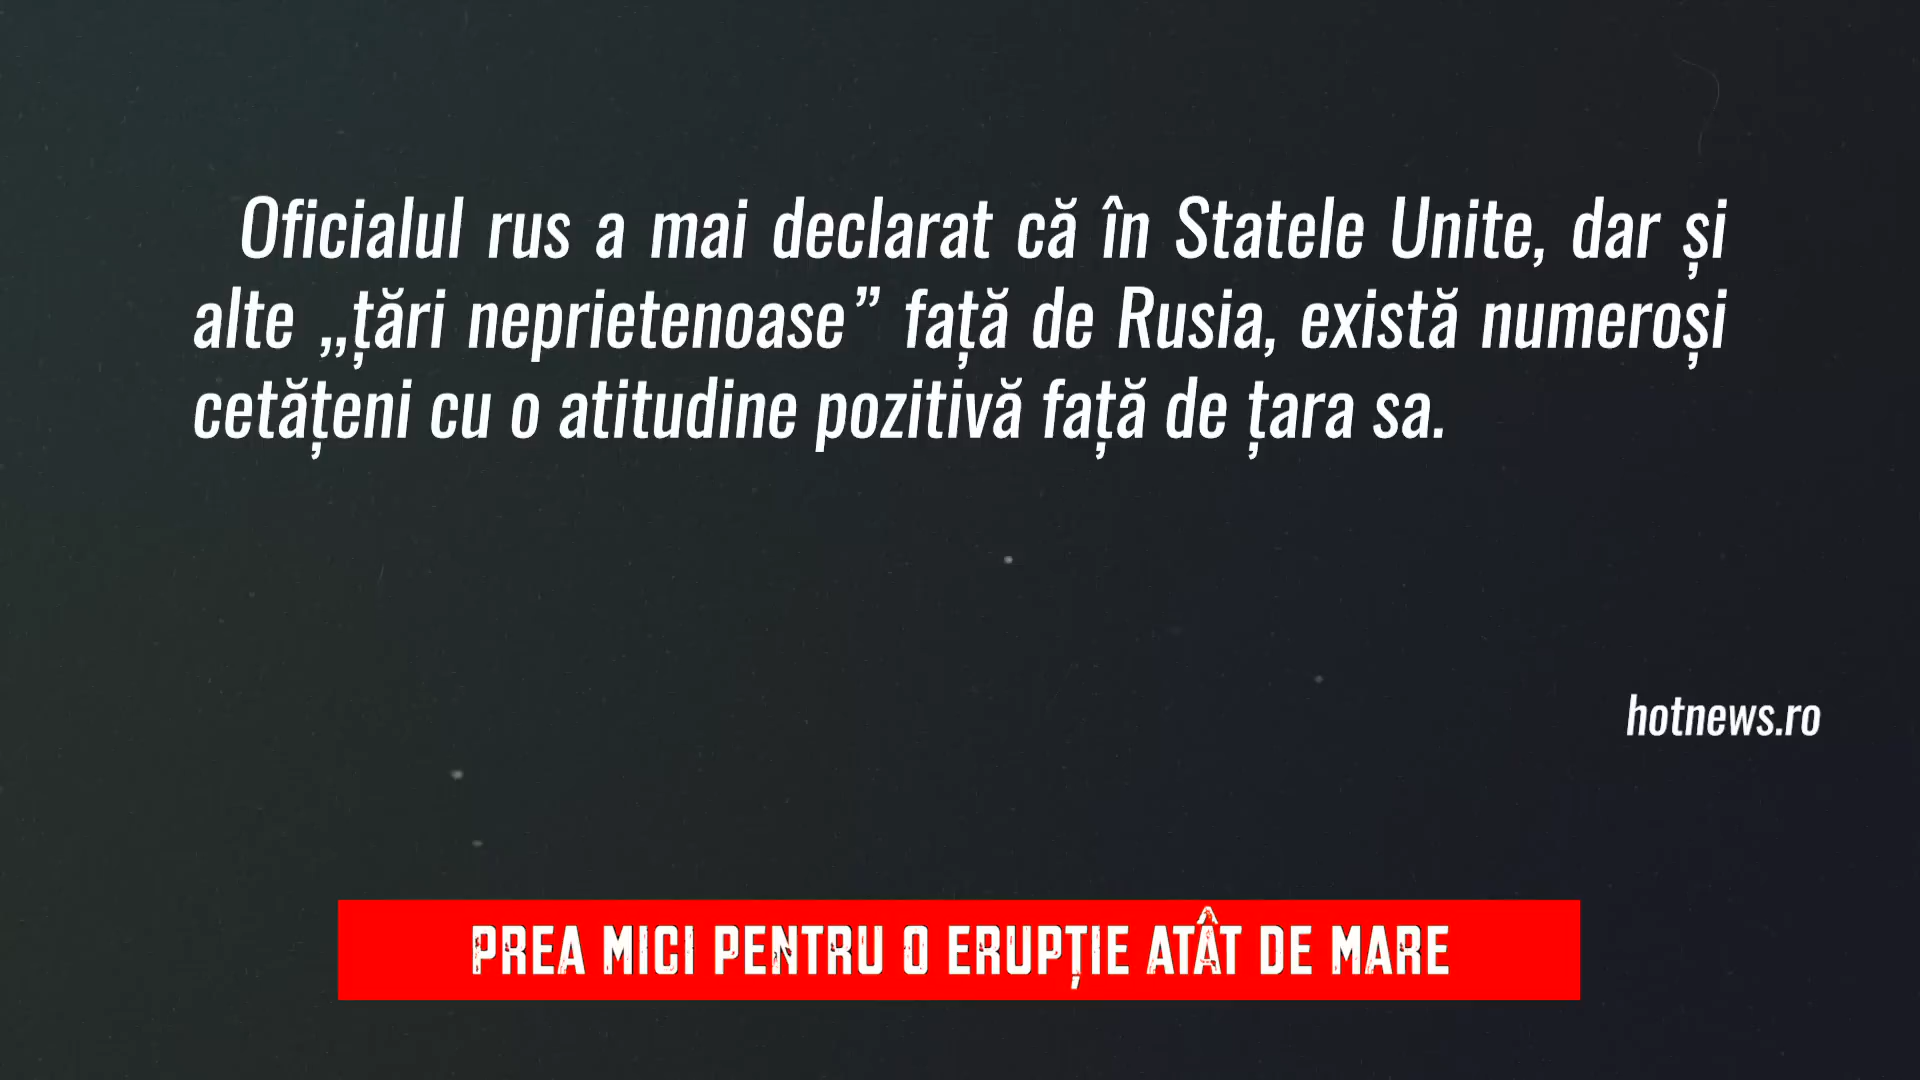 Oficialul rus a mai declarat că în Statele Unite, dar și
alte „țări neprietenoase” față de Rusia, există numeroși
cetățeni cu o atitudine pozitivă față de țara sa.
hotnews.ro
PREA MICI PENTRU O ERUPȚIE ATÂT DE MARE